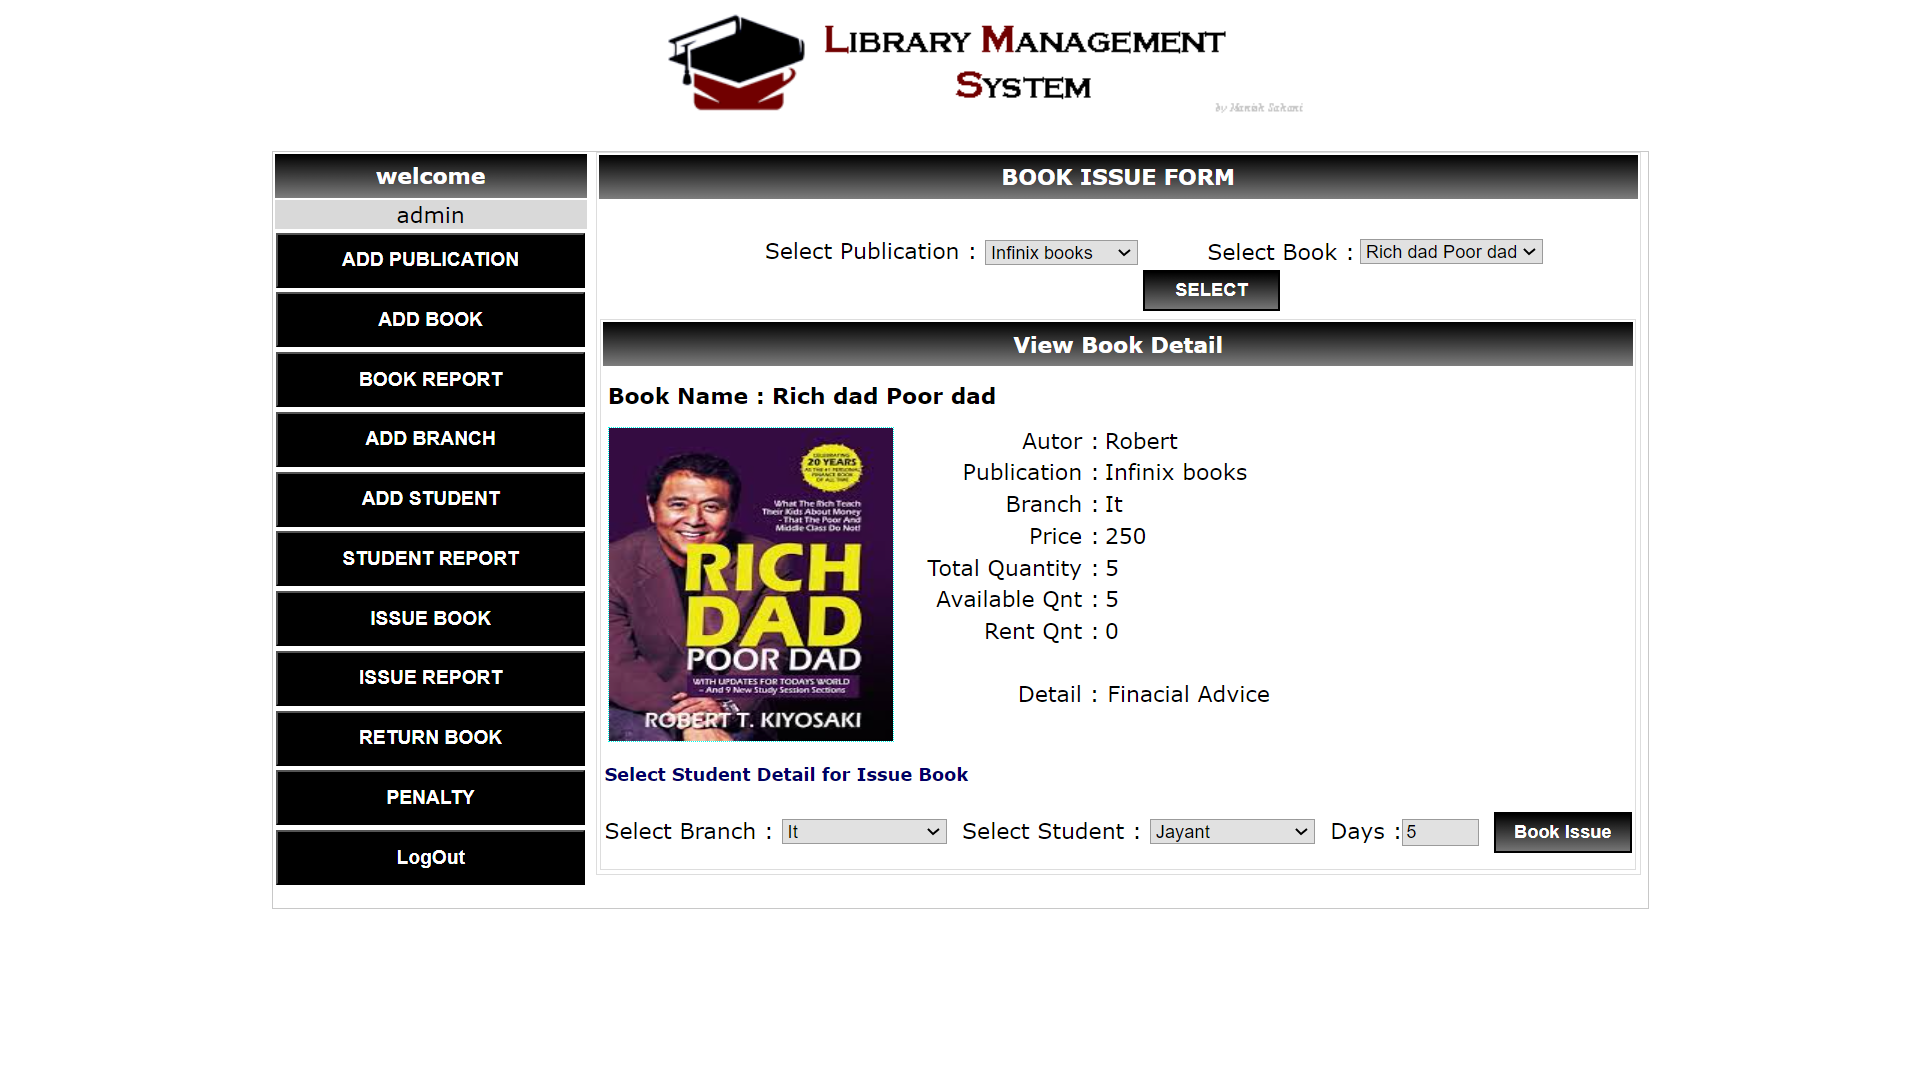 LIBRARY MANAGEMENT
SYSTEM
by Manish Sahani
welcome
admin
ADD PUBLICATION
ADD BOOK
BOOK REPORT
ADD BRANCH
ADD STUDENT
STUDENT REPORT
ISSUE BOOK
ISSUE REPORT
RETURN BOOK
PENALTY
LogOut
BOOK ISSUE FORM
Select Publication : Infinix books Select Book : Rich dad Poor dad
SELECT
View Book Detail
Book Name : Rich dad Poor dad
CELEBRATING
20 YEARS
AS THE #1 PERSONAL
FINANCE BOOK
OF ALL TIME
What The Rich Teach
Their Kids About Money
- That The Poor And
Middle Class Do Not!
RICH
DAD
POOR DAD
WITH UPDATES FOR TODAYS WORLD
- And 9 New Study Session Sections
ROBERT T. KIYOSAKI
Autor : Robert
Publication : Infinix books
Branch : It
Price : 250
Total Quantity : 5
Available Qnt : 5
Rent Qnt : 0
Detail : Finacial Advice
Select Student Detail for Issue Book
Select Branch : It Select Student : Jayant Days : 5 Book Issue